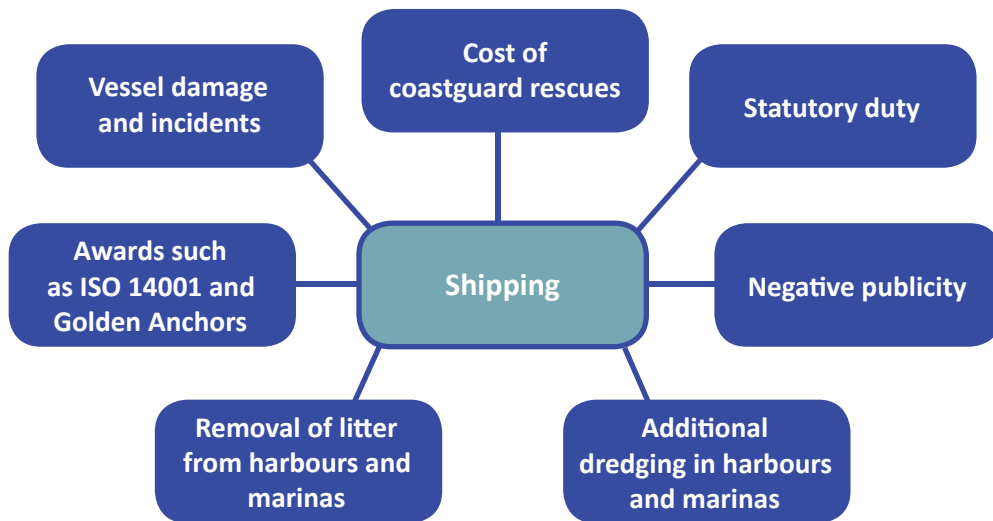 Cost of
coastguard rescues
Vessel damage
and incidents
Statutory duty
Awards such
as ISO 14001 and
Golden Anchors
Shipping
Negative publicity
Removal of litter
from harbours and
marinas
Additional
dredging in harbours
and marinas